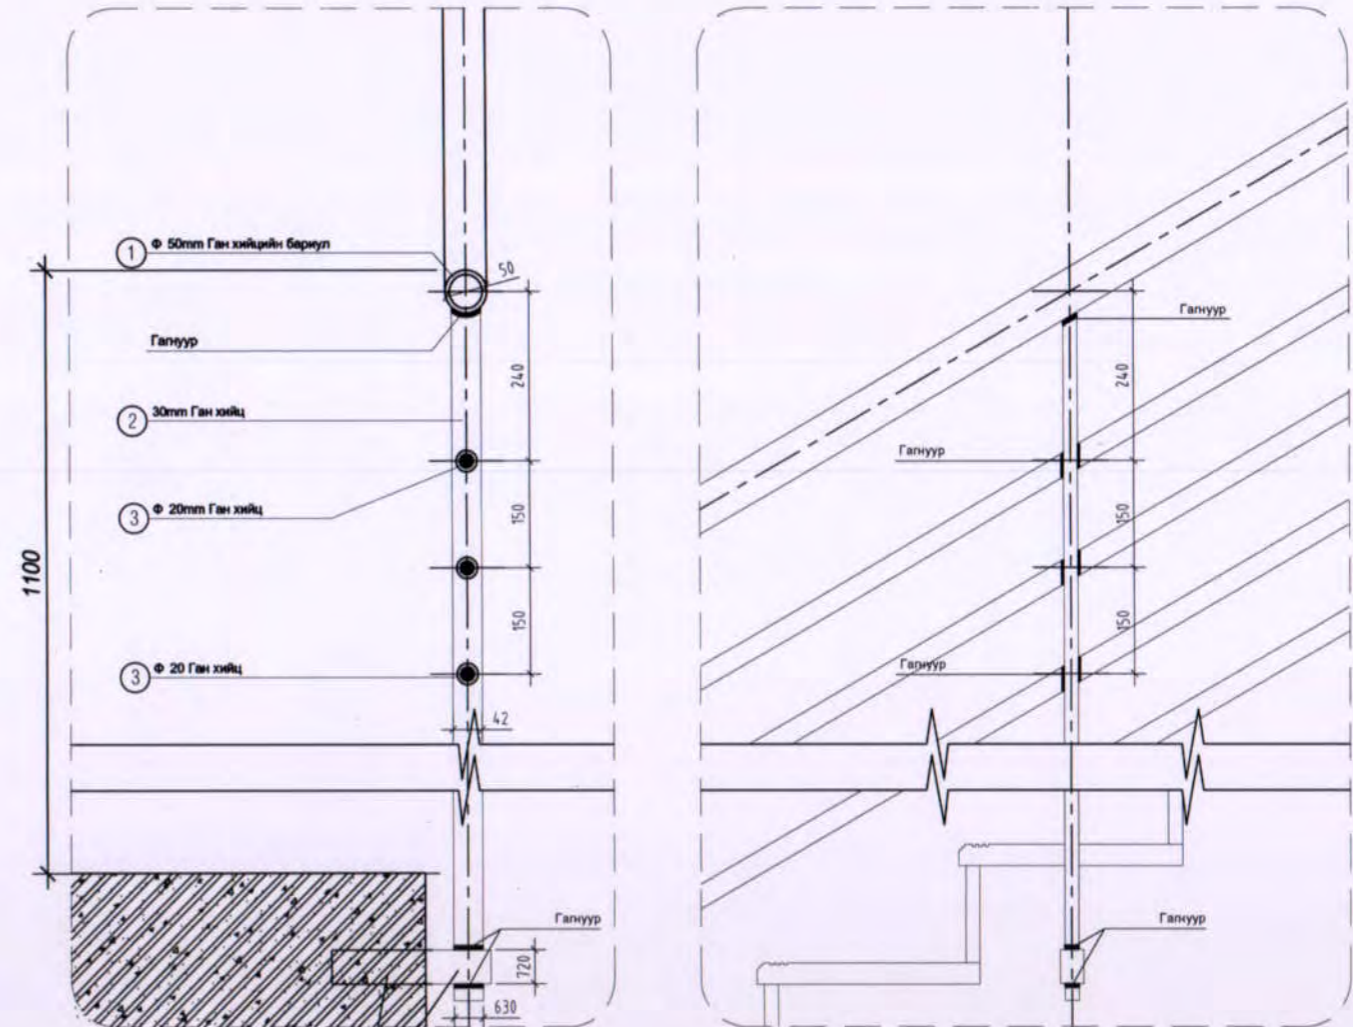 1 Ф 50mm Ган хийцийн бариул
50
Гагнуур
240
2 30mm Ган хийц
3 Ф 20mm Ган хийц
150
1100
150
3 Ф 20 Ган хийц
42
Гагнуур
720
630
Гагнуур
240
Гагнуур
150
150
Гагнуур
Гагнуур